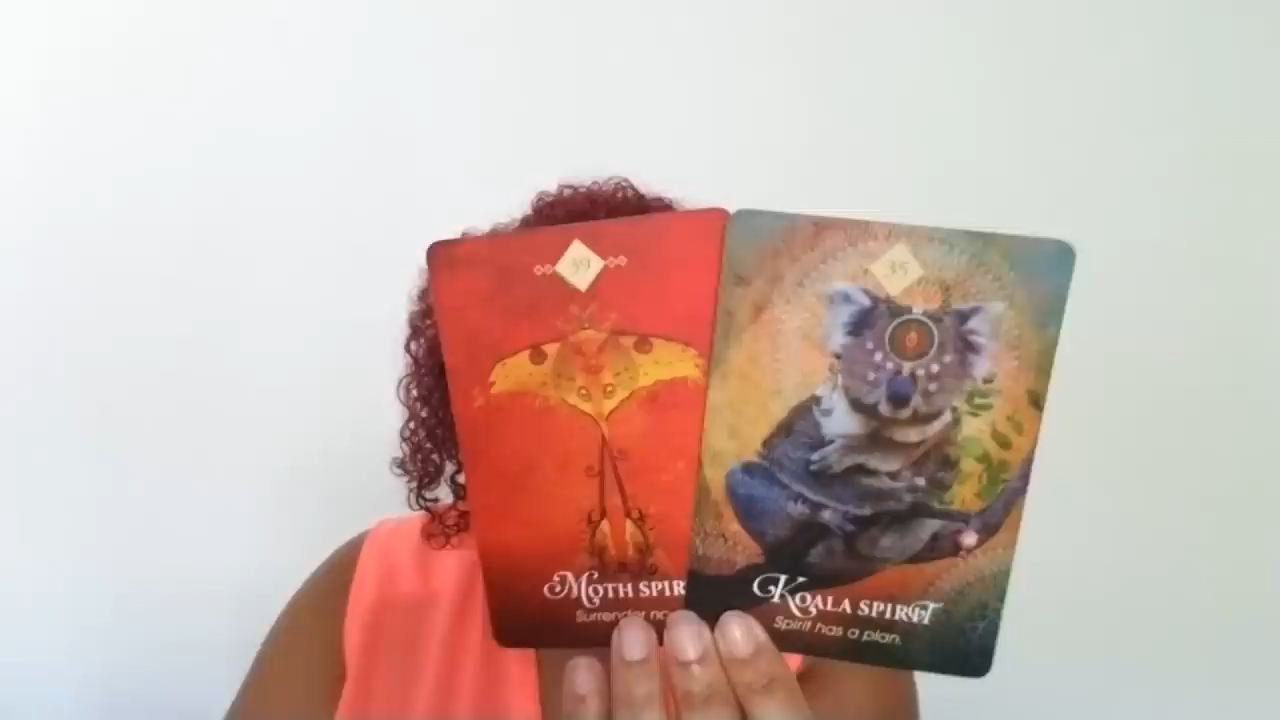 39
MOTH SPIR
Surrender no
35
KOALA SPIRIT
Spirit has a plan.